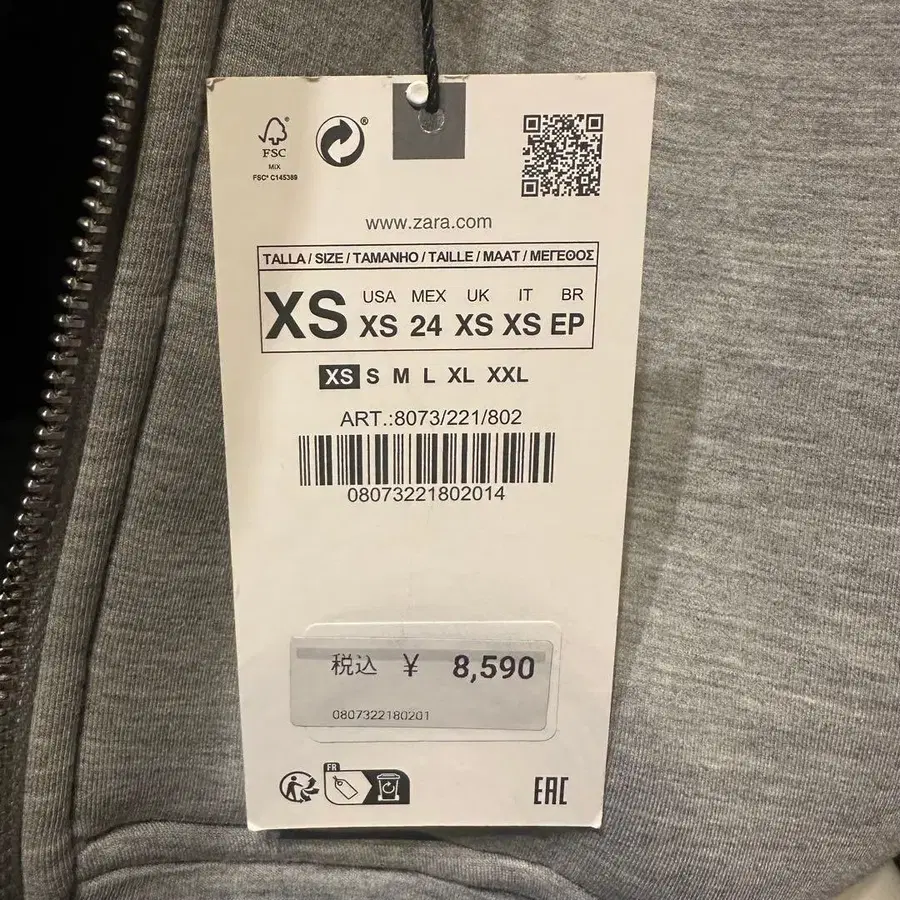 FSC®
MIX
FSC® C145389
®
www.zara.com
TALLA / SIZE / TAMANHO / TAILLE / MAAT / ΜΕΓΕΘΟΣ
USA MEX UK IT BR
XS XS 24 XS XS EP
XS S M L XL XXL
ART.:8073/221/802
08073221802014
税込 ¥ 8,590
0807322180201
FR
EAC